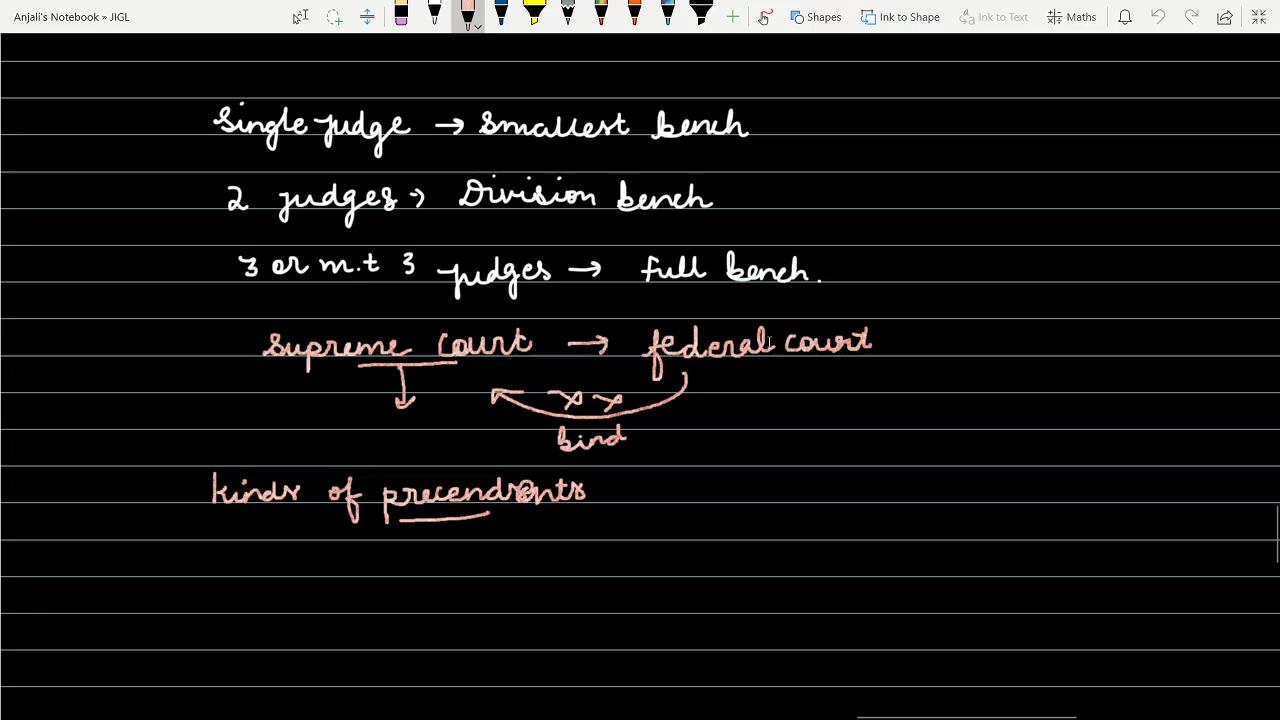 Anjali's Notebook » JIGL
Shapes Ink to Shape Ink to Text Maths
Single judge → Smallest bench
2 judges → Division bench
3 or m.t 3 judges → full bench.
Supreme court → federal court
bind
kinds of